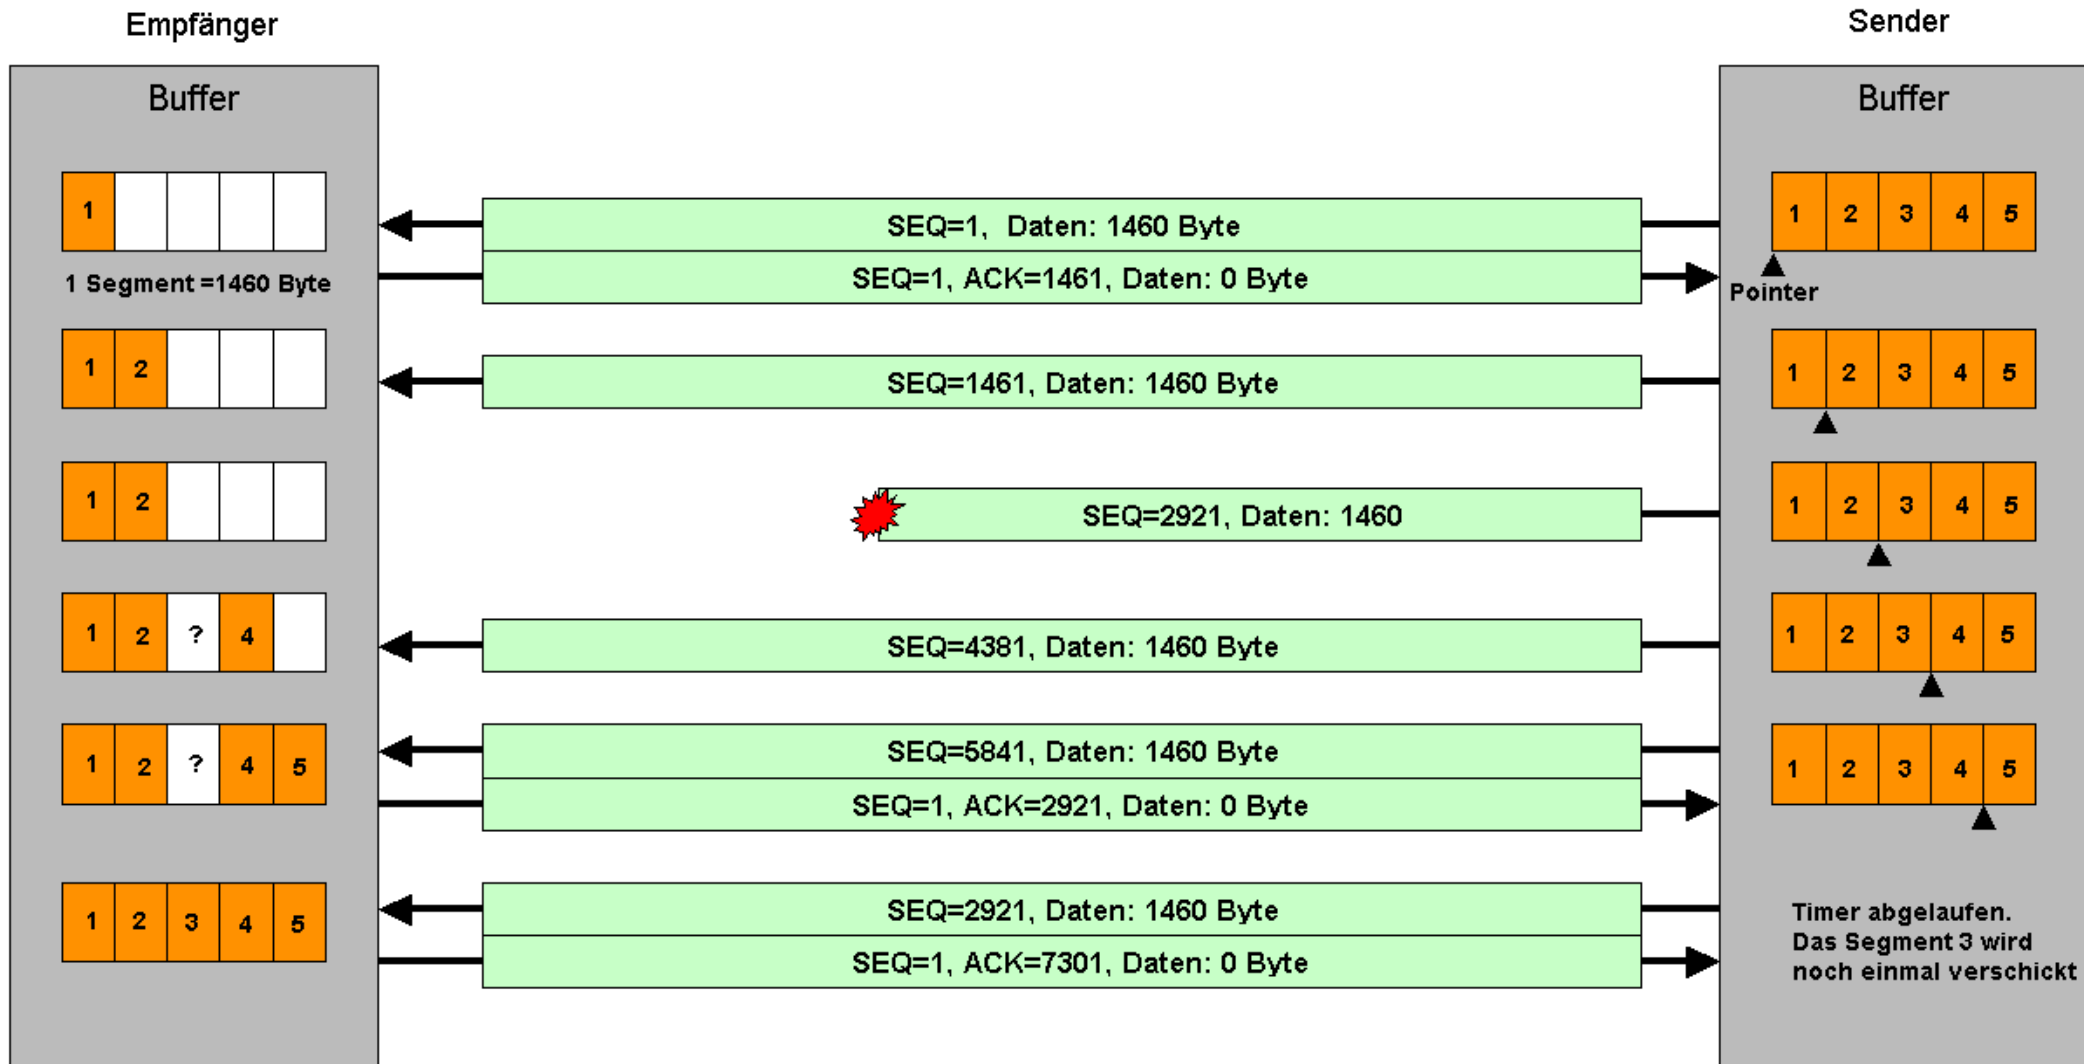 Empfänger
Sender
Buffer
Buffer
1
SEQ=1, Daten: 1460 Byte
1 2 3 4 5
1 Segment =1460 Byte
SEQ=1, ACK=1461, Daten: 0 Byte
Pointer
1 2
SEQ=1461, Daten: 1460 Byte
1 2 3 4 5
1 2
SEQ=2921, Daten: 1460
1 2 3 4 5
1 2 ? 4
SEQ=4381, Daten: 1460 Byte
1 2 3 4 5
1 2 ? 4 5
SEQ=5841, Daten: 1460 Byte
1 2 3 4 5
SEQ=1, ACK=2921, Daten: 0 Byte
1 2 3 4 5
SEQ=2921, Daten: 1460 Byte
SEQ=1, ACK=7301, Daten: 0 Byte
Timer abgelaufen.
Das Segment 3 wird
noch einmal verschickt